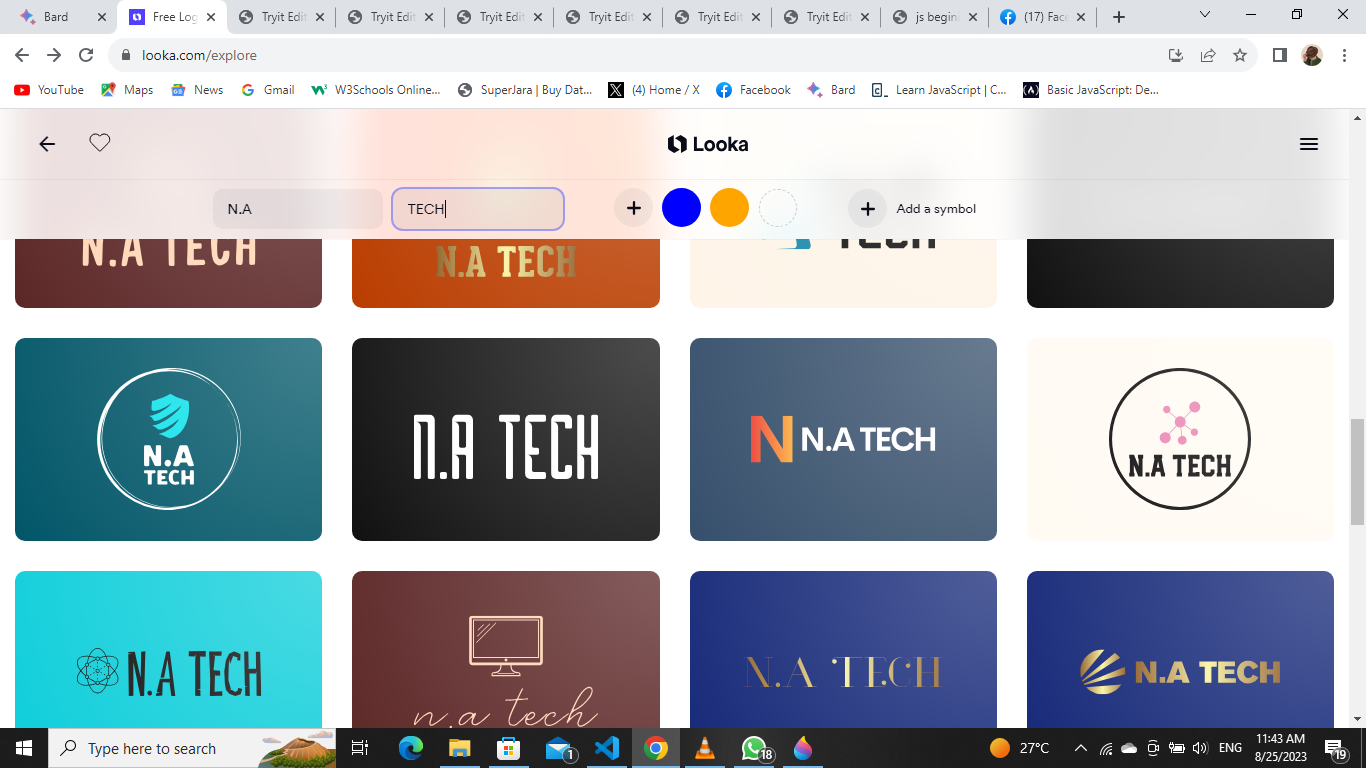 Bard
Free Log
Tryit Edit
Tryit Edit
Tryit Edit
Tryit Edit
Tryit Edit
Tryit Edit
js begin
(17) Face
looka.com/explore
YouTube
Maps
News
Gmail
W3Schools Online...
SuperJara | Buy Dat...
(4) Home / X
Facebook
Bard
Learn JavaScript | C...
Basic JavaScript: De...
Looka
N.A
TECH
Add a symbol
N.A TECH
N.A TECH
TECH
N.A
TECH
N.A TECH
N N.A TECH
N.A TECH
N.A TECH
n.a tech
N.A TECH
N.A TECH
Type here to search
1
18
27°C
ENG
11:43 AM
8/25/2023
19